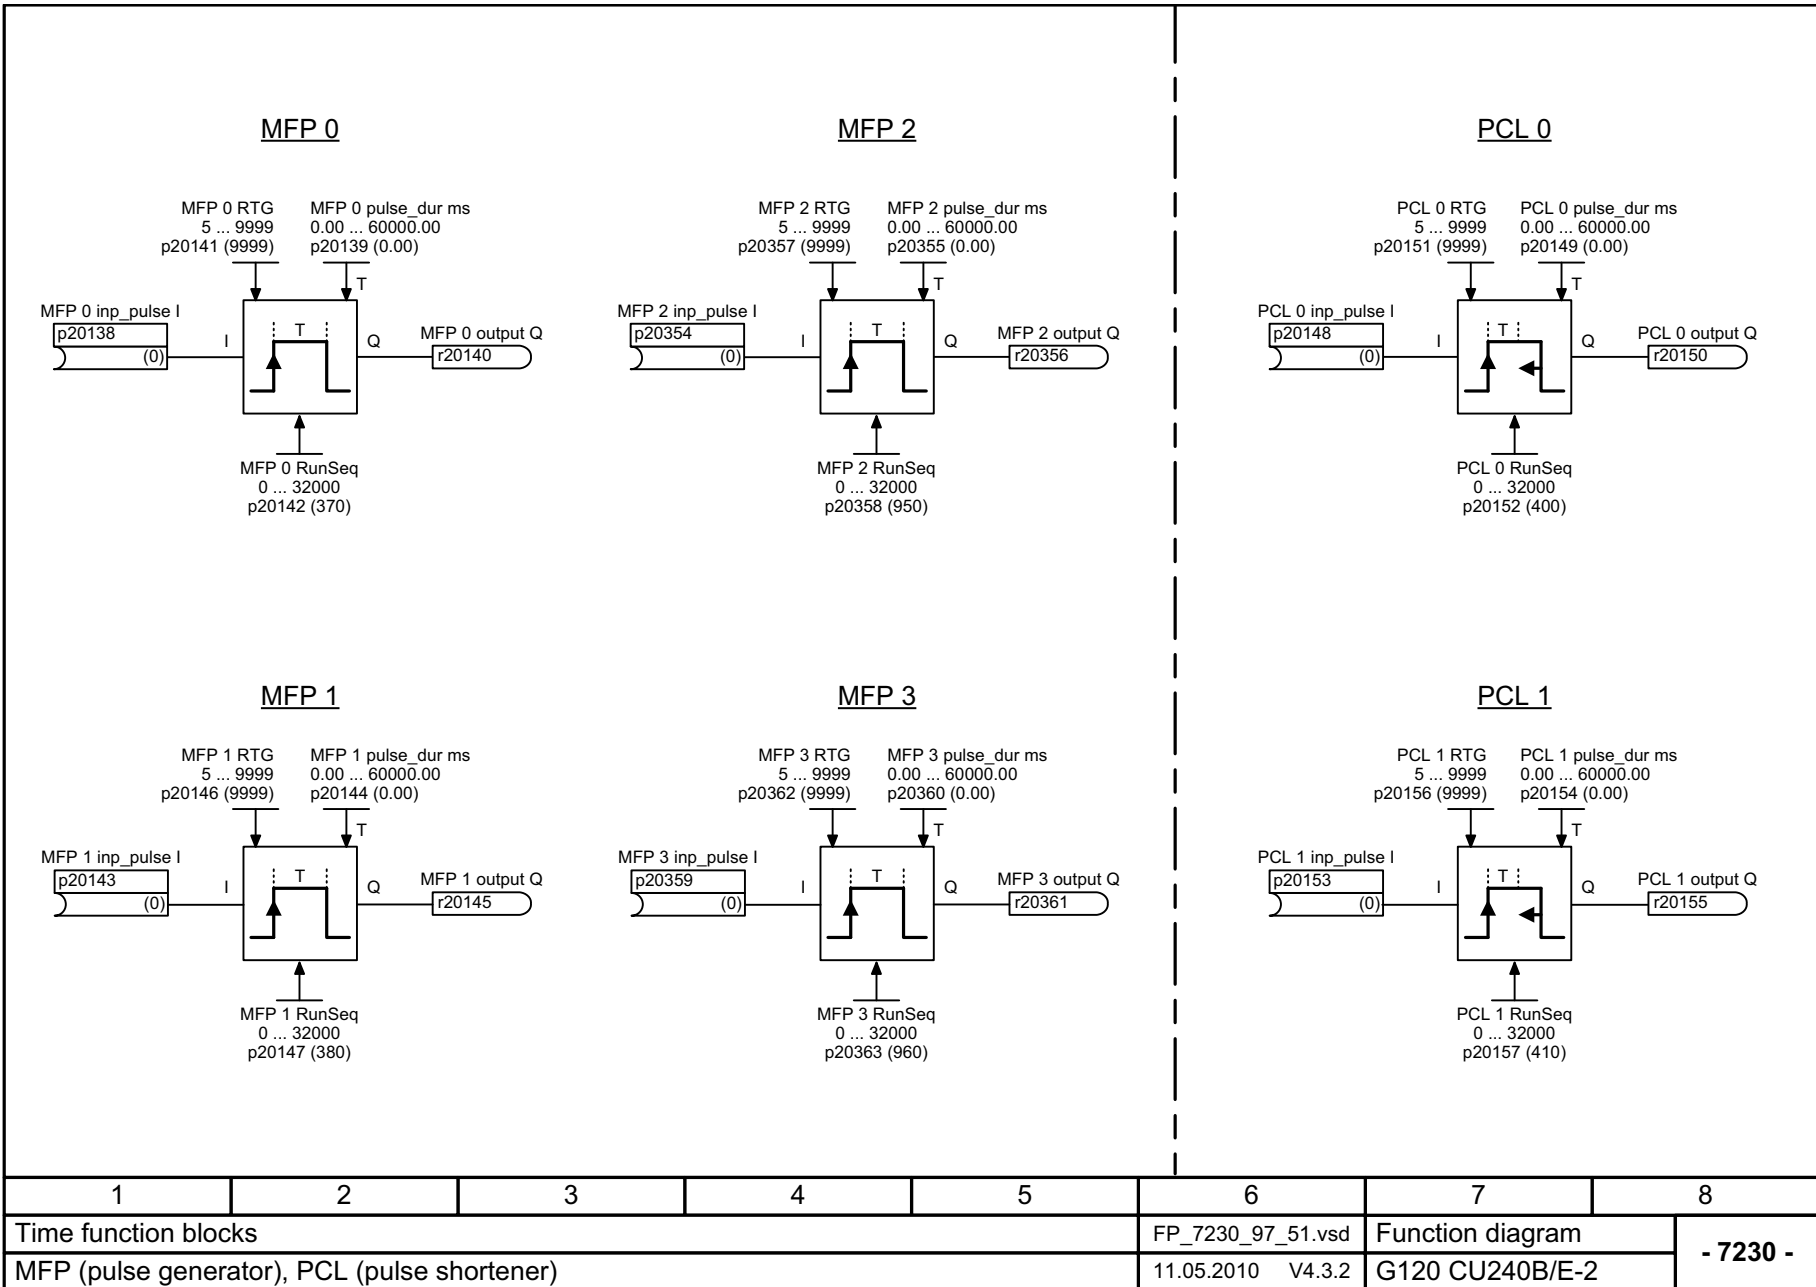 MFP 0
MFP 0 RTG
5 ... 9999
p20141 (9999)
MFP 0 pulse_dur ms
0.00 ... 60000.00
p20139 (0.00)
T
MFP 0 inp_pulse I
p20138
(0)
I
T
Q
MFP 0 output Q
r20140
MFP 0 RunSeq
0 ... 32000
p20142 (370)
MFP 2
MFP 2 RTG
5 ... 9999
p20357 (9999)
MFP 2 pulse_dur ms
0.00 ... 60000.00
p20355 (0.00)
T
MFP 2 inp_pulse I
p20354
(0)
I
T
Q
MFP 2 output Q
r20356
MFP 2 RunSeq
0 ... 32000
p20358 (950)
PCL 0
PCL 0 RTG
5 ... 9999
p20151 (9999)
PCL 0 pulse_dur ms
0.00 ... 60000.00
p20149 (0.00)
T
PCL 0 inp_pulse I
p20148
(0)
I
T
Q
PCL 0 output Q
r20150
PCL 0 RunSeq
0 ... 32000
p20152 (400)
MFP 1
MFP 1 RTG
5 ... 9999
p20146 (9999)
MFP 1 pulse_dur ms
0.00 ... 60000.00
p20144 (0.00)
T
MFP 1 inp_pulse I
p20143
(0)
I
T
Q
MFP 1 output Q
r20145
MFP 1 RunSeq
0 ... 32000
p20147 (380)
MFP 3
MFP 3 RTG
5 ... 9999
p20362 (9999)
MFP 3 pulse_dur ms
0.00 ... 60000.00
p20360 (0.00)
T
MFP 3 inp_pulse I
p20359
(0)
I
T
Q
MFP 3 output Q
r20361
MFP 3 RunSeq
0 ... 32000
p20363 (960)
PCL 1
PCL 1 RTG
5 ... 9999
p20156 (9999)
PCL 1 pulse_dur ms
0.00 ... 60000.00
p20154 (0.00)
T
PCL 1 inp_pulse I
p20153
(0)
I
T
Q
PCL 1 output Q
r20155
PCL 1 RunSeq
0 ... 32000
p20157 (410)
1 2 3 4 5 6 7 8
Time function blocks
FP_7230_97_51.vsd
Function diagram
- 7230 -
MFP (pulse generator), PCL (pulse shortener)
11.05.2010 V4.3.2
G120 CU240B/E-2